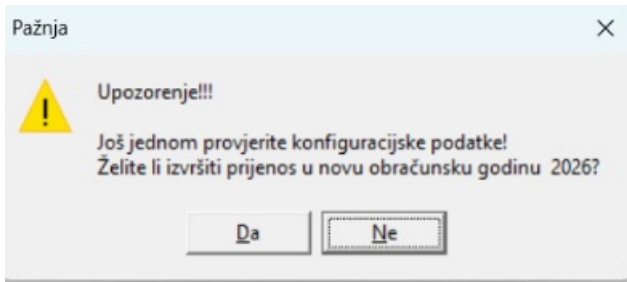 Pažnja
Upozorenje!!!
Još jednom provjerite konfiguracijske podatke!
Želite li izvršiti prijenos u novu obračunsku godinu  2026?
Da
Ne